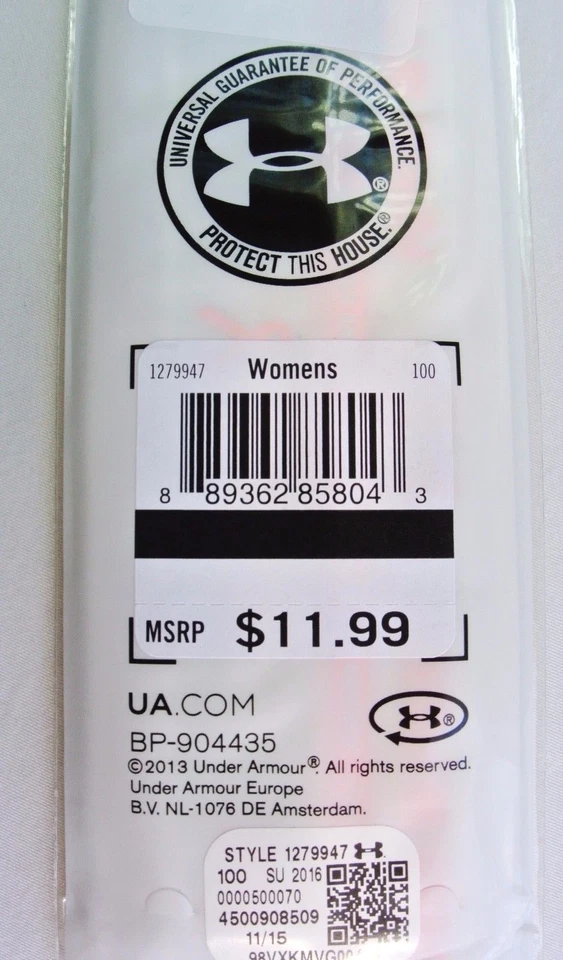 UNIVERSAL GUARANTEE OF PERFORMANCE.
®
PROTECT THIS HOUSE.®
1279947 Womens 100
8 89362 85804 3
MSRP $11.99
UA.COM
®
BP-904435
©2013 Under Armour®. All rights reserved.
Under Armour Europe
B.V. NL-1076 DE Amsterdam.
STYLE 1279947
100 SU 2016
0000500070
4500908509
11/15